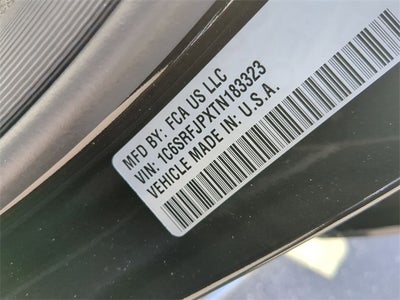 MFD BY: FCA US LLC
VIN: 1C6SRFJPXTN183323
VEHICLE MADE IN: U.S.A.